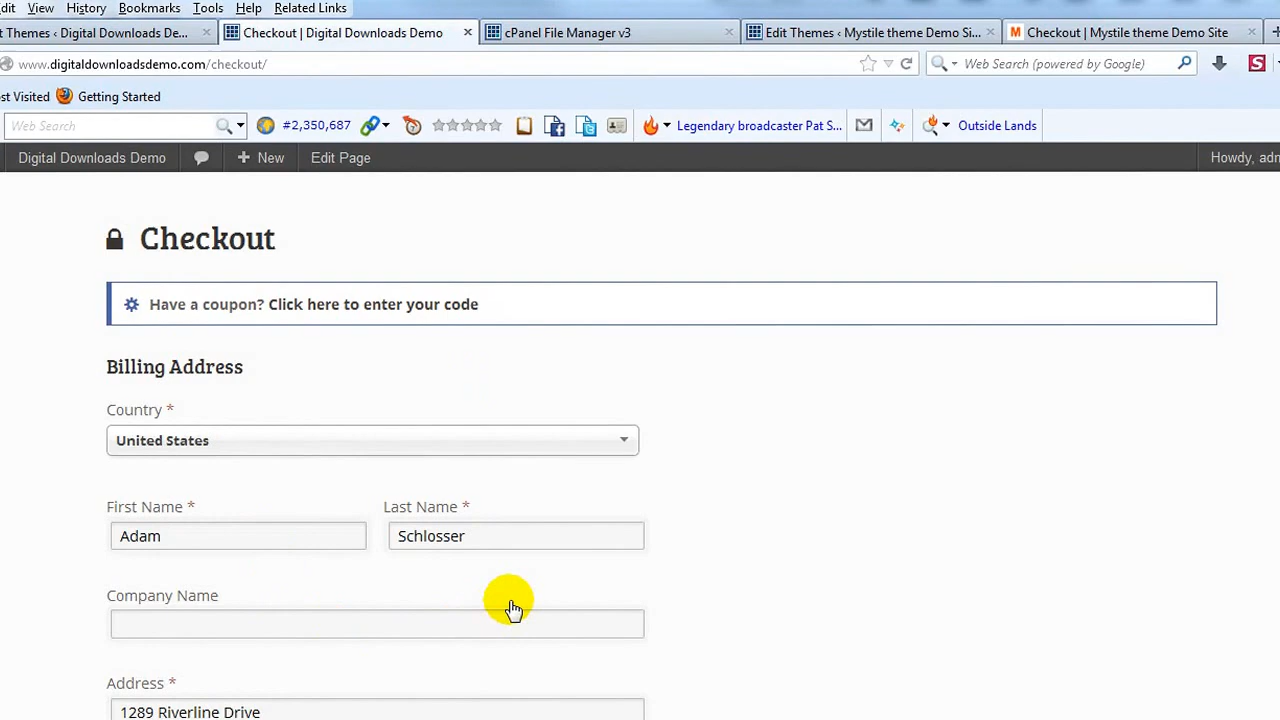 dit View History Bookmarks Tools Help Related Links
t Themes ‹ Digital Downloads De... × Checkout | Digital Downloads Demo × cPanel File Manager v3 × Edit Themes ‹ Mystile theme Demo Si... × M Checkout | Mystile theme Demo Site ×
www.digitaldownloadsdemo.com/checkout/ Web Search (powered by Google) S
st Visited Getting Started
Web Search #2,350,687 Legendary broadcaster Pat S... Outside Lands
Digital Downloads Demo + New Edit Page Howdy, adm
Checkout
Have a coupon? Click here to enter your code
Billing Address
Country *
United States
First Name * Last Name *
Adam Schlosser
Company Name
Address *
1289 Riverline Drive